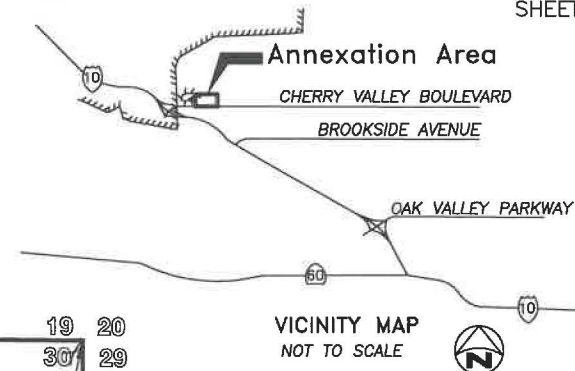 SHEET
Annexation Area
10
CHERRY VALLEY BOULEVARD
BROOKSIDE AVENUE
OAK VALLEY PARKWAY
60
10
19 20
30 29
VICINITY MAP
NOT TO SCALE
N